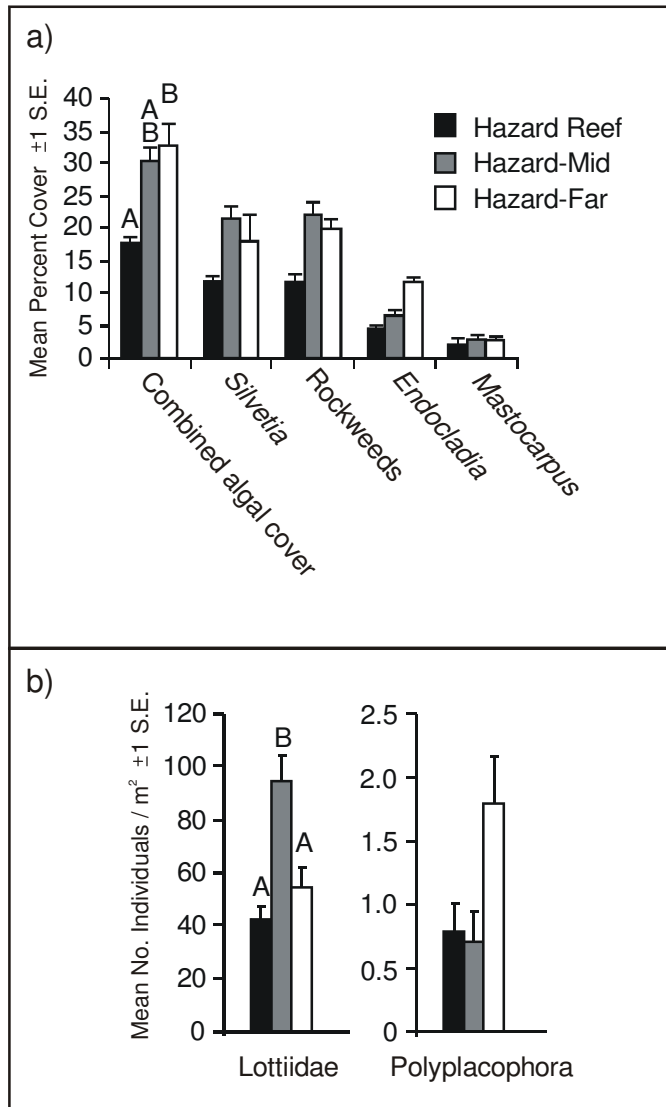 a)
Mean Percent Cover ±1 S.E.
40
35
30
25
20
15
10
5
0
A
A
B
B
Hazard Reef
Hazard-Mid
Hazard-Far
Combined algal cover
Silvetia
Rockweeds
Endocladia
Mastocarpus
b)
Mean No. Individuals / m² ±1 S.E.
120
100
80
60
40
20
0
A
B
A
Lottiidae
2.5
2.0
1.5
1.0
0.5
0
Polyplacophora